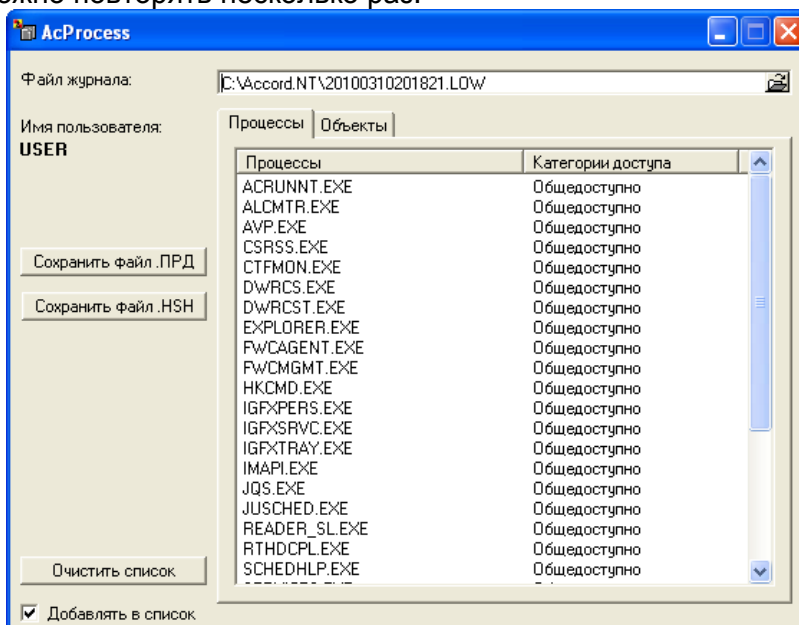 повторять несколько раз.
AcProcess
Файл журнала:
C:\Accord.NT\20100310201821.LOW
Имя пользователя:
USER
Процессы Объекты
Процессы Категории доступа
ACRUNNT.EXE Общедоступно
ALCMTR.EXE Общедоступно
AVP.EXE Общедоступно
CSRSS.EXE Общедоступно
CTFMON.EXE Общедоступно
DWRCS.EXE Общедоступно
DWRCST.EXE Общедоступно
EXPLORER.EXE Общедоступно
FWCAGENT.EXE Общедоступно
FWCMGMT.EXE Общедоступно
HKCMD.EXE Общедоступно
IGFXPERS.EXE Общедоступно
IGFXSRVC.EXE Общедоступно
IGFXTRAY.EXE Общедоступно
IMAPI.EXE Общедоступно
JQS.EXE Общедоступно
JUSCHED.EXE Общедоступно
READER_SL.EXE Общедоступно
RTHDCPL.EXE Общедоступно
SCHEDHLP.EXE Общедоступно
Сохранить файл .ПРД
Сохранить файл .HSH
Очистить список
Добавлять в список